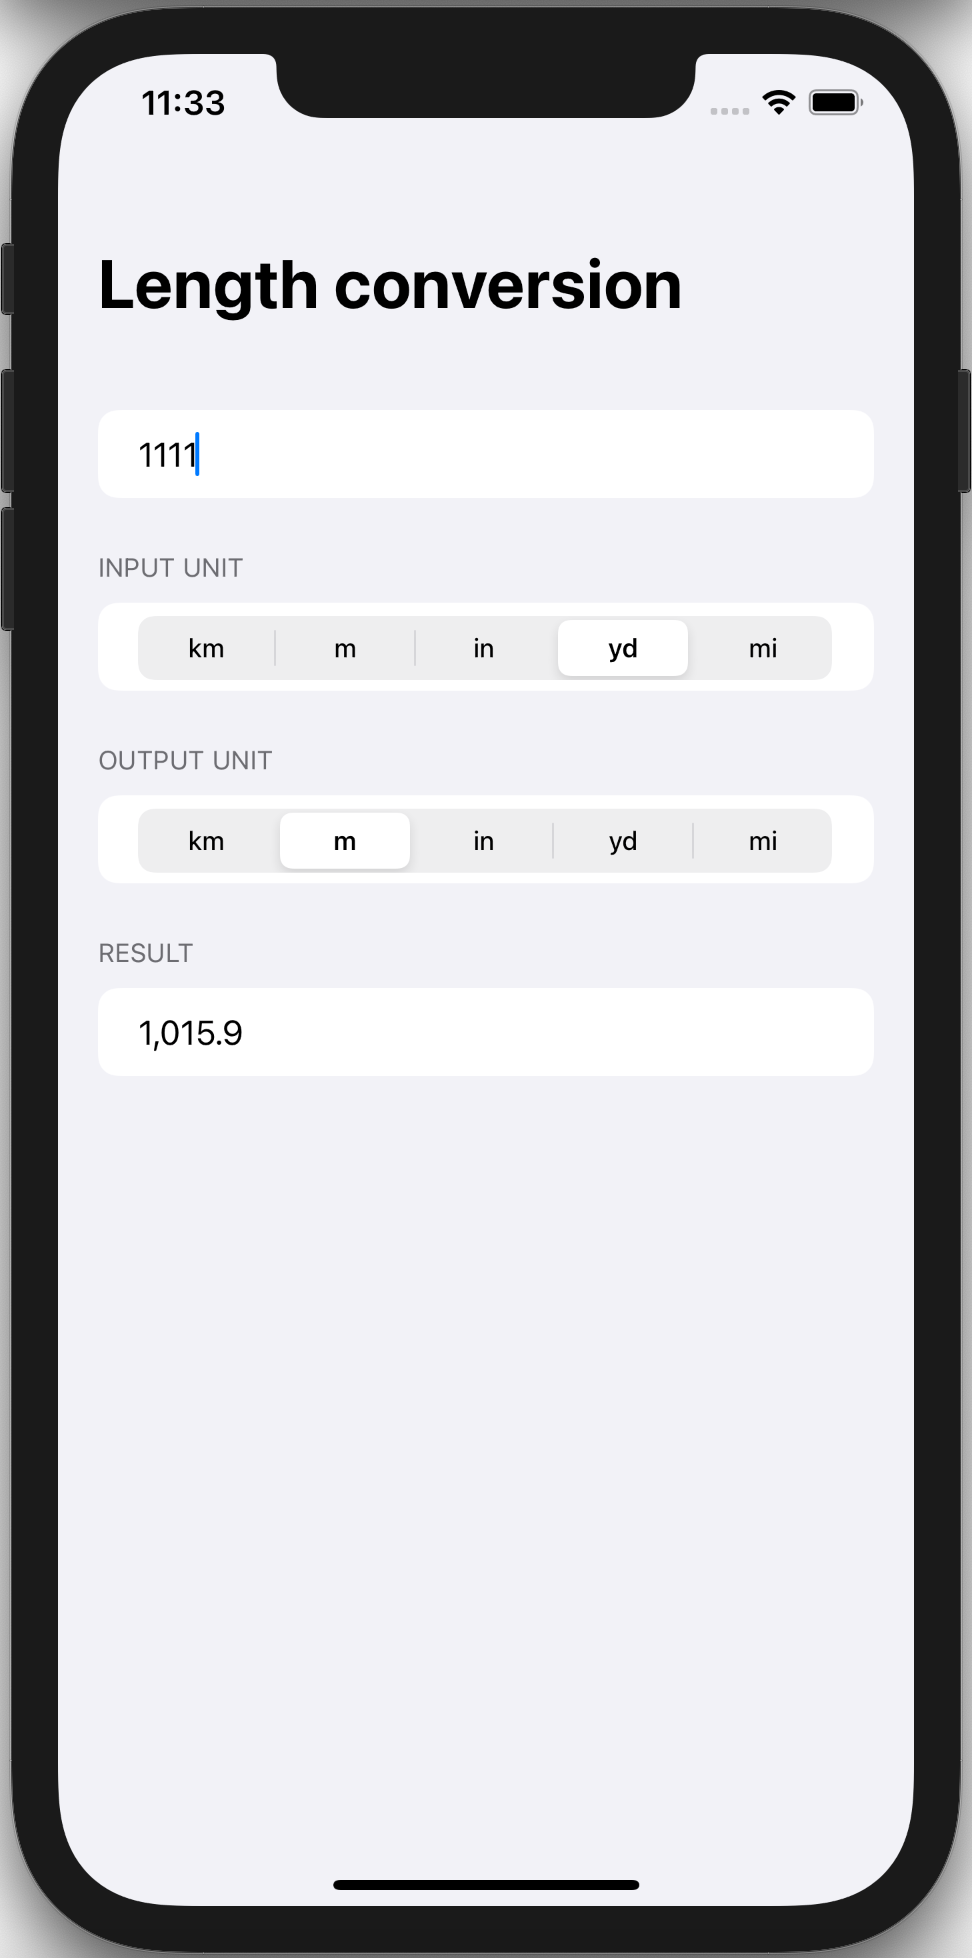 11:33
Length conversion
1111
INPUT UNIT
km m in yd mi
OUTPUT UNIT
km m in yd mi
RESULT
1,015.9